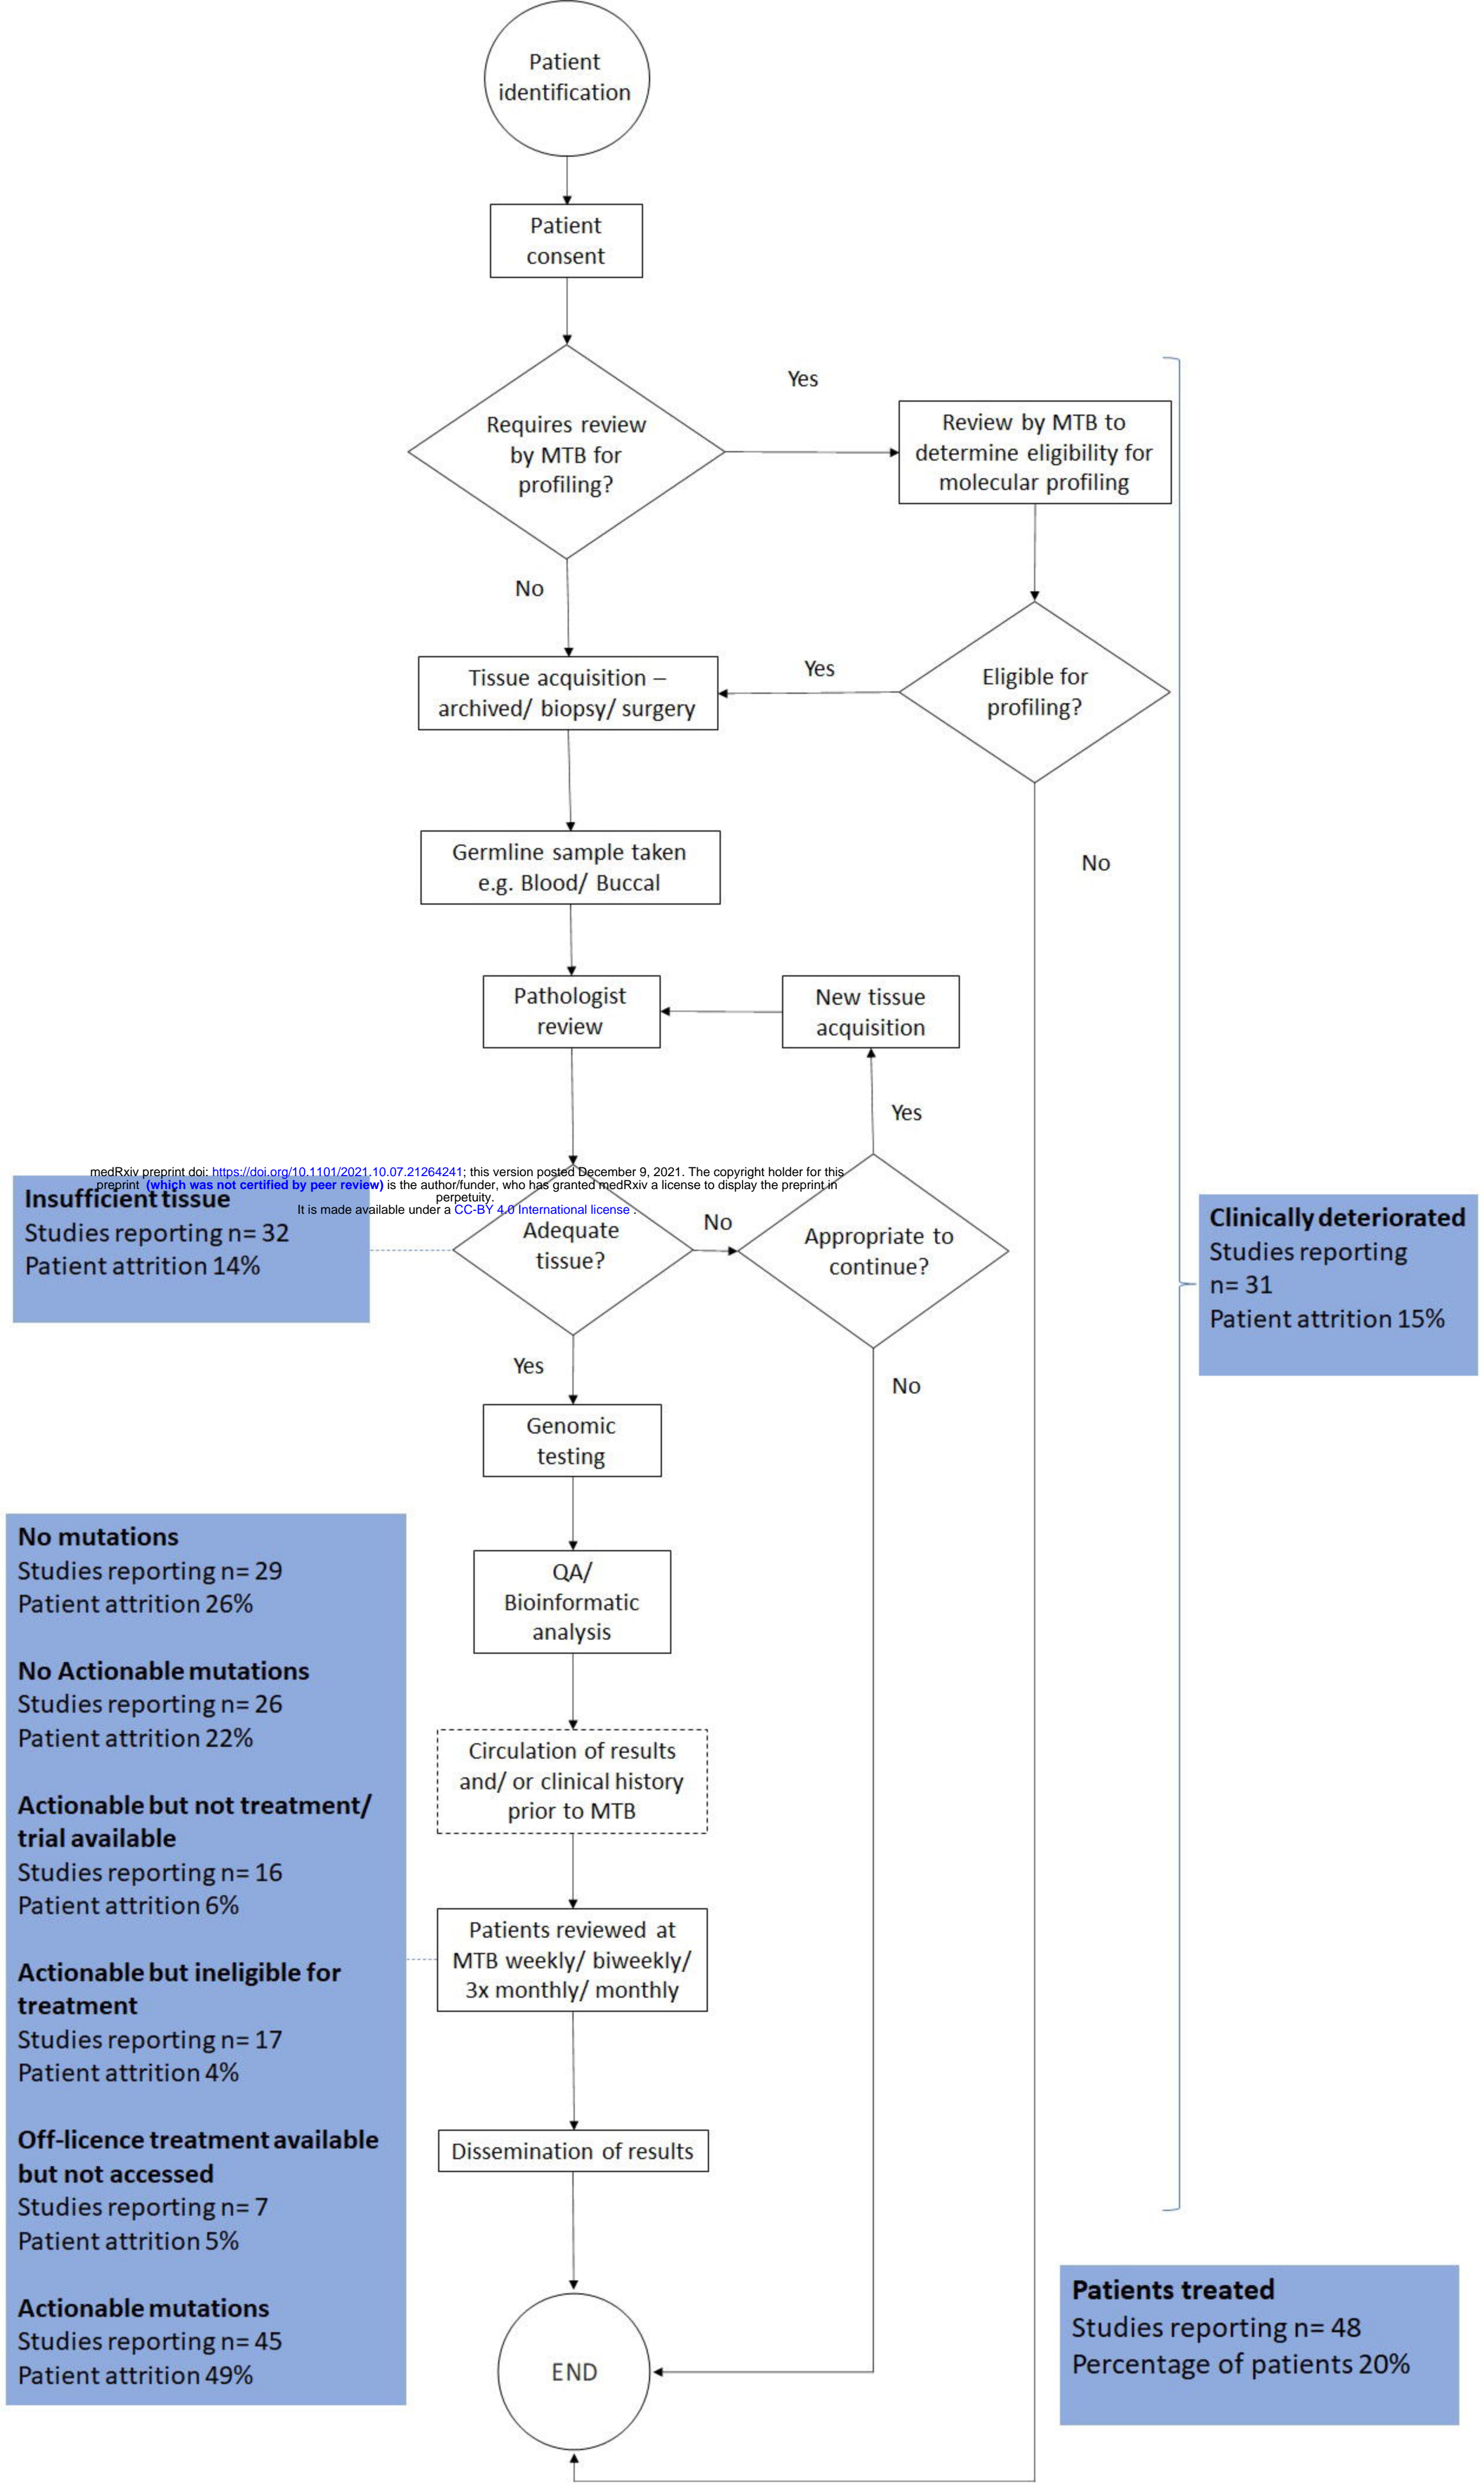 Patient
identification
Patient
consent
Yes
Requires review
by MTB for
profiling?
Review by MTB to
determine eligibility for
molecular profiling
No
Tissue acquisition –
archived/ biopsy/ surgery
Yes
Eligible for
profiling?
Germline sample taken
e.g. Blood/ Buccal
No
Pathologist
review
New tissue
acquisition
Yes
medRxiv preprint doi: https://doi.org/10.1101/2021.10.07.21264241; this version posted December 9, 2021. The copyright holder for this
preprint (which was not certified by peer review) is the author/funder, who has granted medRxiv a license to display the preprint in
perpetuity.
It is made available under a CC-BY 4.0 International license .
Insufficient tissue
Studies reporting n= 32
Patient attrition 14%
Adequate
tissue?
No
Appropriate to
continue?
Clinically deteriorated
Studies reporting
n= 31
Patient attrition 15%
Yes
No
Genomic
testing
QA/
Bioinformatic
analysis
Circulation of results
and/ or clinical history
prior to MTB
Patients reviewed at
MTB weekly/ biweekly/
3x monthly/ monthly
Dissemination of results
END
No mutations
Studies reporting n= 29
Patient attrition 26%
No Actionable mutations
Studies reporting n= 26
Patient attrition 22%
Actionable but not treatment/
trial available
Studies reporting n= 16
Patient attrition 6%
Actionable but ineligible for
treatment
Studies reporting n= 17
Patient attrition 4%
Off-licence treatment available
but not accessed
Studies reporting n= 7
Patient attrition 5%
Actionable mutations
Studies reporting n= 45
Patient attrition 49%
Patients treated
Studies reporting n= 48
Percentage of patients 20%